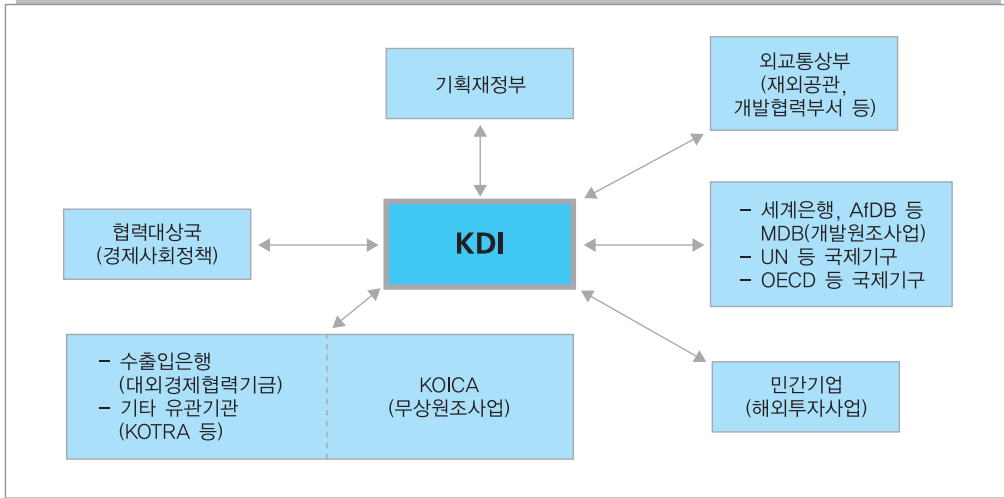 기획재정부
외교통상부
(재외공관,
개발협력부서 등)
협력대상국
(경제사회정책)
KDI
– 세계은행, AfDB 등
MDB(개발원조사업)
– UN 등 국제기구
– OECD 등 국제기구
– 수출입은행
(대외경제협력기금)
– 기타 유관기관
(KOTRA 등)
KOICA
(무상원조사업)
민간기업
(해외투자사업)